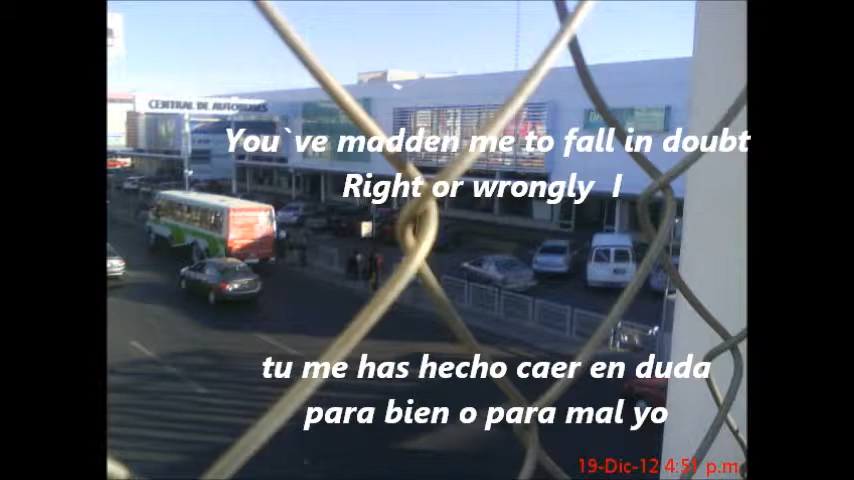 CENTRAL DE AUTOBUSES
You`ve madden me to fall in doubt
Right or wrongly I
tu me has hecho caer en duda
para bien o para mal yo
19-Dic-12 4:51 p.m.